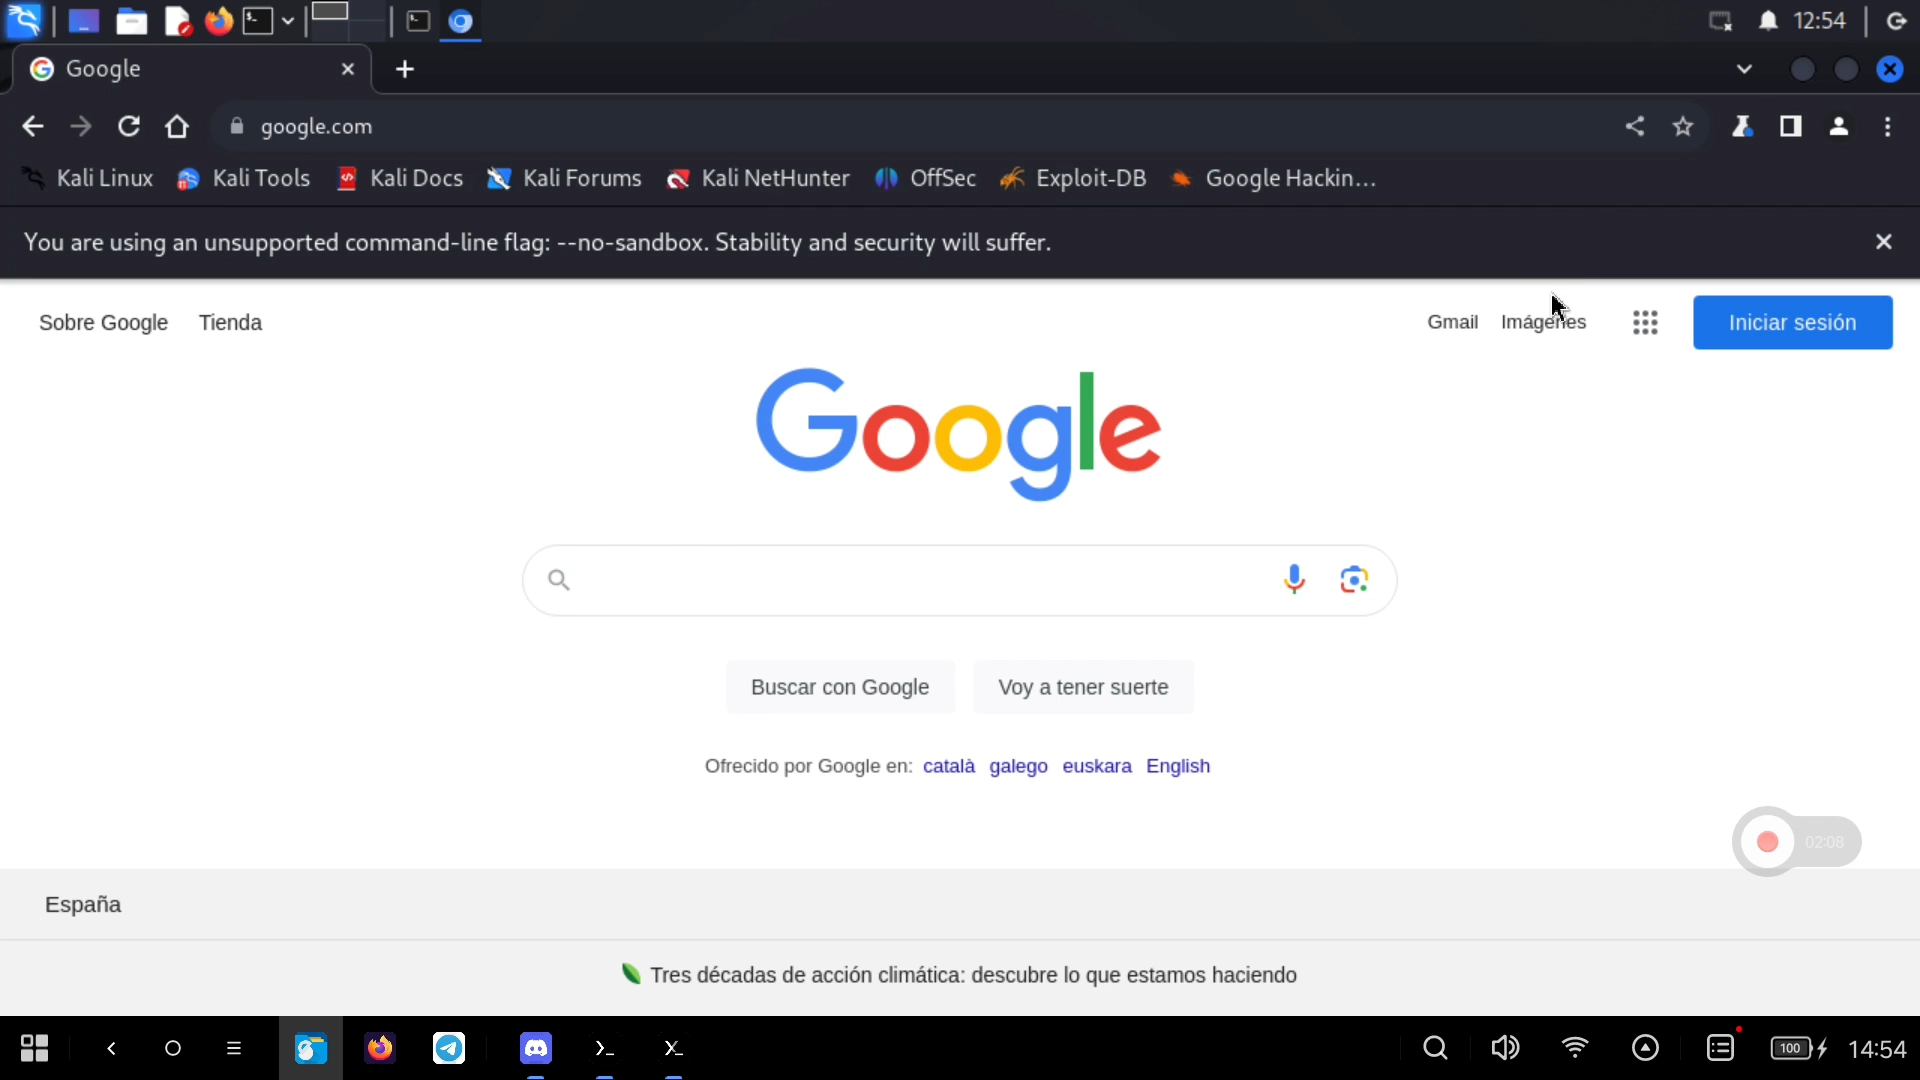 12:54
Google
google.com
Kali Linux Kali Tools Kali Docs Kali Forums Kali NetHunter OffSec Exploit-DB Google Hackin...
You are using an unsupported command-line flag: --no-sandbox. Stability and security will suffer.
Sobre Google Tienda Gmail Imágenes Iniciar sesión
Google
Buscar con Google Voy a tener suerte
Ofrecido por Google en: català galego euskara English
02:08
España
Tres décadas de acción climática: descubre lo que estamos haciendo
100 14:54